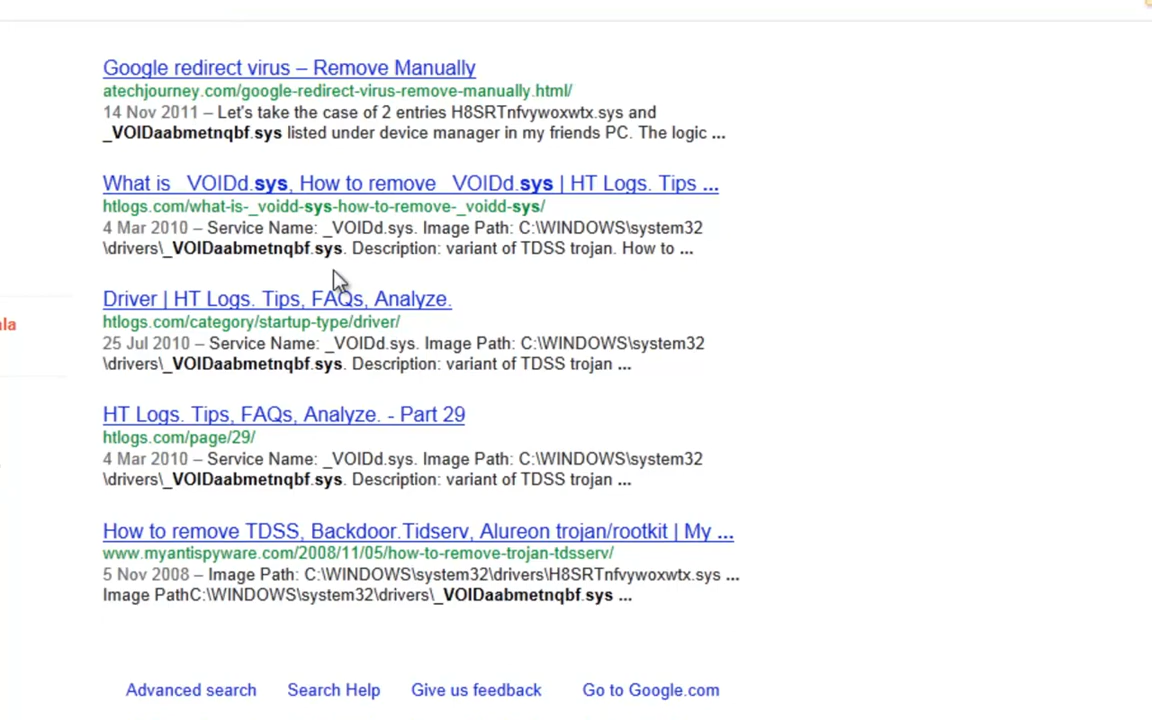 Google redirect virus – Remove Manually
atechjourney.com/google-redirect-virus-remove-manually.html/
14 Nov 2011 – Let's take the case of 2 entries H8SRTnfvywoxwtx.sys and
_VOIDaabmetnqbf.sys listed under device manager in my friends PC. The logic ...
What is _VOIDd.sys, How to remove _VOIDd.sys | HT Logs. Tips ...
htlogs.com/what-is-_voidd-sys-how-to-remove-_voidd-sys/
4 Mar 2010 – Service Name: _VOIDd.sys. Image Path: C:\WINDOWS\system32
\drivers\_VOIDaabmetnqbf.sys. Description: variant of TDSS trojan. How to ...
Driver | HT Logs. Tips, FAQs, Analyze.
htlogs.com/category/startup-type/driver/
ala
25 Jul 2010 – Service Name: _VOIDd.sys. Image Path: C:\WINDOWS\system32
\drivers\_VOIDaabmetnqbf.sys. Description: variant of TDSS trojan ...
HT Logs. Tips, FAQs, Analyze. - Part 29
htlogs.com/page/29/
4 Mar 2010 – Service Name: _VOIDd.sys. Image Path: C:\WINDOWS\system32
\drivers\_VOIDaabmetnqbf.sys. Description: variant of TDSS trojan ...
How to remove TDSS, Backdoor.Tidserv, Alureon trojan/rootkit | My ...
www.myantispyware.com/2008/11/05/how-to-remove-trojan-tdsserv/
5 Nov 2008 – Image Path: C:\WINDOWS\system32\drivers\H8SRTnfvywoxwtx.sys ...
Image PathC:\WINDOWS\system32\drivers\_VOIDaabmetnqbf.sys ...
Advanced search Search Help Give us feedback Go to Google.com